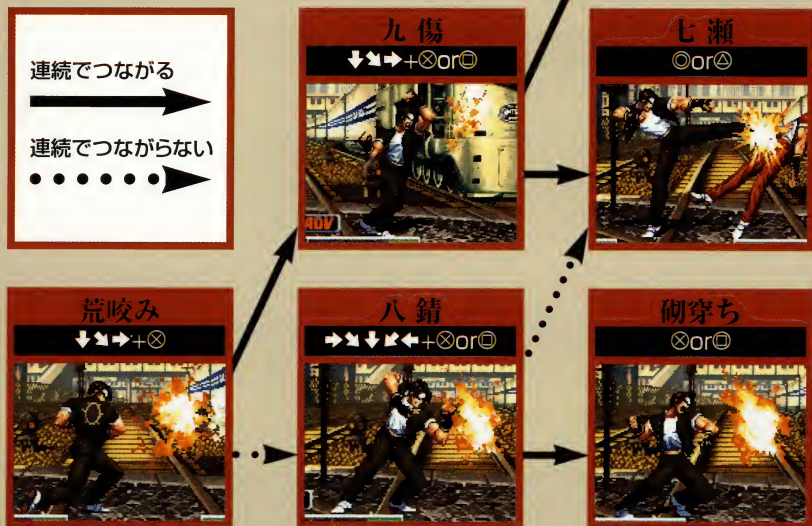 連続でつながる
連続でつながらない
九傷
↓↘→+⊗or□
七瀬
◎or△
ADV
荒咬み
↓↘→+⊗
八錆
→↘↓↙←+⊗or□
砌穿ち
⊗or□